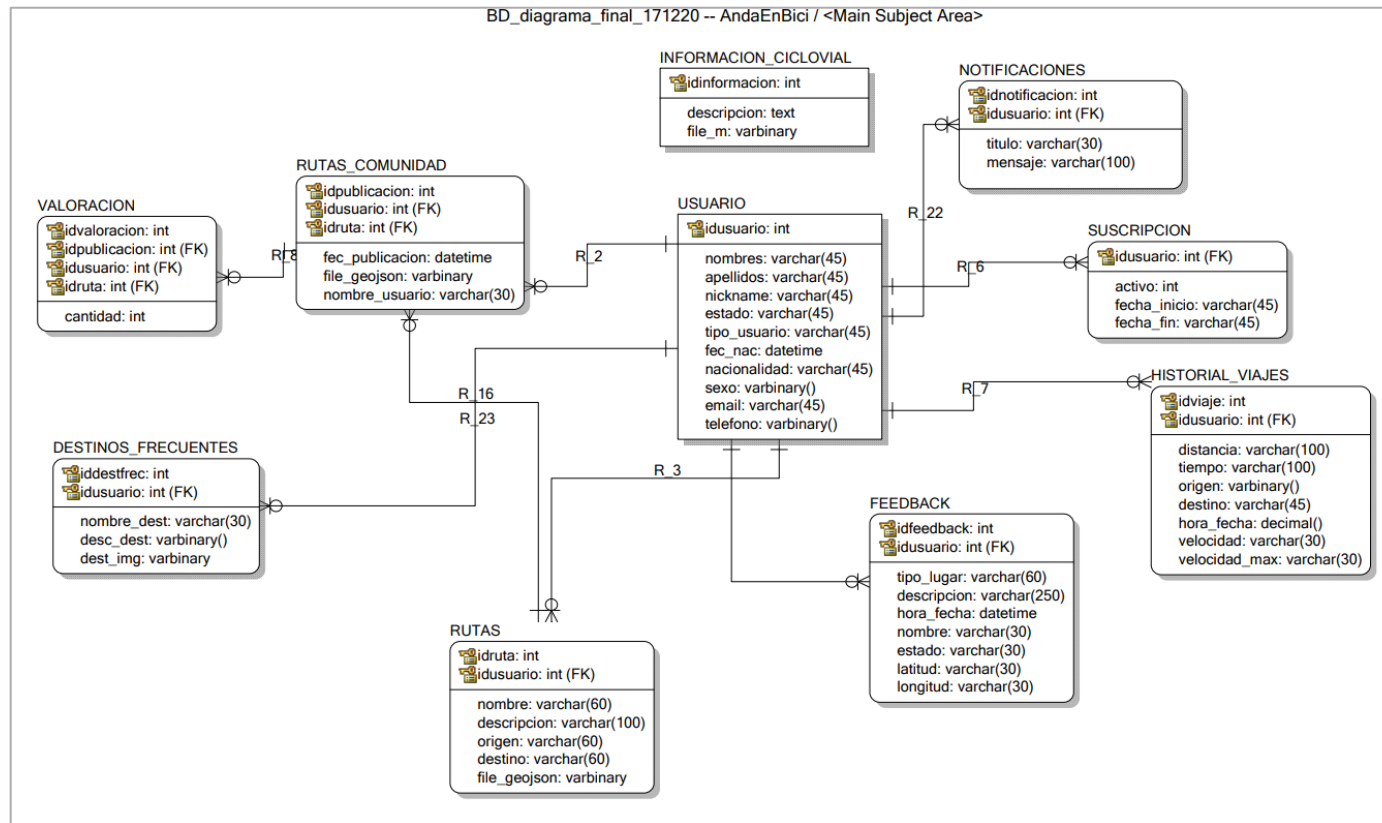 BD_diagrama_final_171220 -- AndaEnBici / <Main Subject Area>
INFORMACION_CICLOVIAL
idinformacion: int
descripcion: text
file_m: varbinary
NOTIFICACIONES
idnotificacion: int
idusuario: int (FK)
titulo: varchar(30)
mensaje: varchar(100)
RUTAS_COMUNIDAD
idpublicacion: int
idusuario: int (FK)
idruta: int (FK)
fec_publicacion: datetime
file_geojson: varbinary
nombre_usuario: varchar(30)
VALORACION
idvaloracion: int
idpublicacion: int (FK)
idusuario: int (FK)
idruta: int (FK)
cantidad: int
R_8
R_2
USUARIO
idusuario: int
nombres: varchar(45)
apellidos: varchar(45)
nickname: varchar(45)
estado: varchar(45)
tipo_usuario: varchar(45)
fec_nac: datetime
nacionalidad: varchar(45)
sexo: varbinary()
email: varchar(45)
telefono: varbinary()
R_22
R_6
SUSCRIPCION
idusuario: int (FK)
activo: int
fecha_inicio: varchar(45)
fecha_fin: varchar(45)
R_7
HISTORIAL_VIAJES
idviaje: int
idusuario: int (FK)
distancia: varchar(100)
tiempo: varchar(100)
origen: varbinary()
destino: varchar(45)
hora_fecha: decimal()
velocidad: varchar(30)
velocidad_max: varchar(30)
R_16
R_23
DESTINOS_FRECUENTES
iddestfrec: int
idusuario: int (FK)
nombre_dest: varchar(30)
desc_dest: varbinary()
dest_img: varbinary
R_3
FEEDBACK
idfeedback: int
idusuario: int (FK)
tipo_lugar: varchar(60)
descripcion: varchar(250)
hora_fecha: datetime
nombre: varchar(30)
estado: varchar(30)
latitud: varchar(30)
longitud: varchar(30)
RUTAS
idruta: int
idusuario: int (FK)
nombre: varchar(60)
descripcion: varchar(100)
origen: varchar(60)
destino: varchar(60)
file_geojson: varbinary